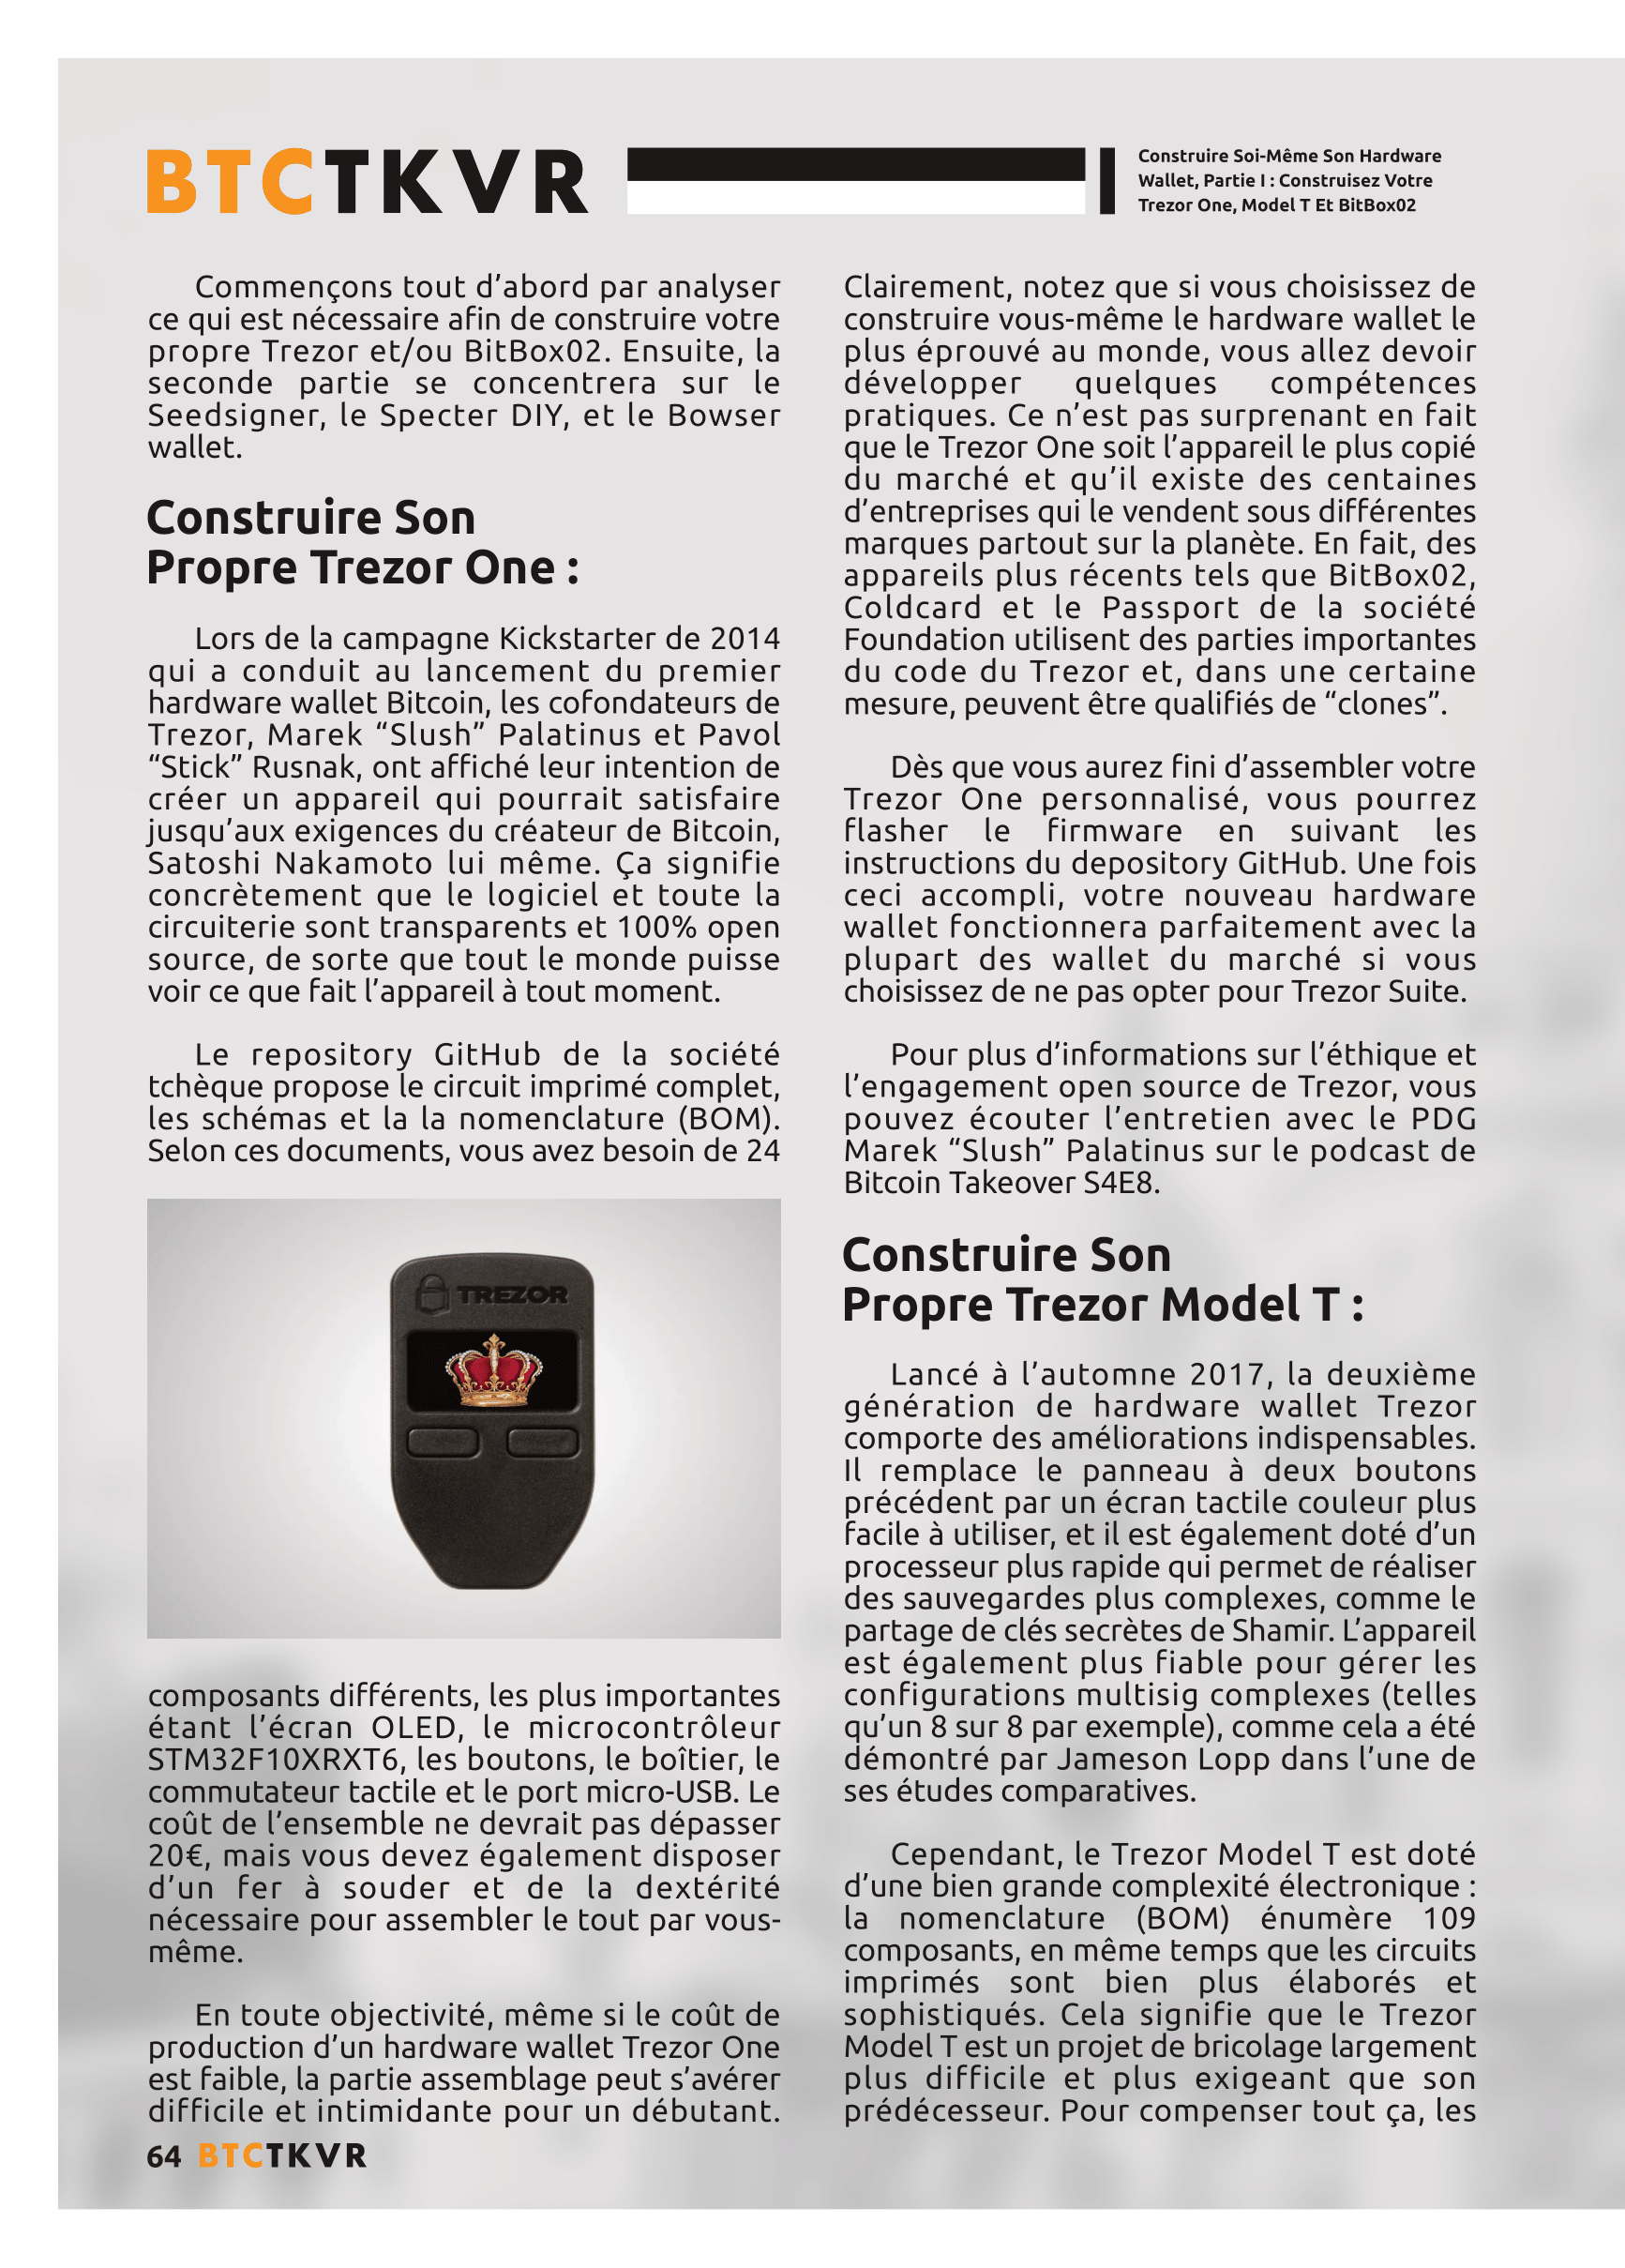 BTCTKVR
Construire Soi-Même Son Hardware
Wallet, Partie I : Construisez Votre
Trezor One, Model T Et BitBox02
Commençons tout d’abord par analyser
ce qui est nécessaire afin de construire votre
propre Trezor et/ou BitBox02. Ensuite, la
seconde partie se concentrera sur le
Seedsigner, le Specter DIY, et le Bowser
wallet.
Construire Son
Propre Trezor One :
Lors de la campagne Kickstarter de 2014
qui a conduit au lancement du premier
hardware wallet Bitcoin, les cofondateurs de
Trezor, Marek “Slush” Palatinus et Pavol
“Stick” Rusnak, ont affiché leur intention de
créer un appareil qui pourrait satisfaire
jusqu’aux exigences du créateur de Bitcoin,
Satoshi Nakamoto lui même. Ça signifie
concrètement que le logiciel et toute la
circuiterie sont transparents et 100% open
source, de sorte que tout le monde puisse
voir ce que fait l’appareil à tout moment.
Le repository GitHub de la société
tchèque propose le circuit imprimé complet,
les schémas et la la nomenclature (BOM).
Selon ces documents, vous avez besoin de 24
TREZOR
composants différents, les plus importantes
étant l’écran OLED, le microcontrôleur
STM32F10XRXT6, les boutons, le boîtier, le
commutateur tactile et le port micro-USB. Le
coût de l’ensemble ne devrait pas dépasser
20€, mais vous devez également disposer
d’un fer à souder et de la dextérité
nécessaire pour assembler le tout par vous-
même.
En toute objectivité, même si le coût de
production d’un hardware wallet Trezor One
est faible, la partie assemblage peut s’avérer
difficile et intimidante pour un débutant.
Clairement, notez que si vous choisissez de
construire vous-même le hardware wallet le
plus éprouvé au monde, vous allez devoir
développer quelques compétences
pratiques. Ce n’est pas surprenant en fait
que le Trezor One soit l’appareil le plus copié
du marché et qu’il existe des centaines
d’entreprises qui le vendent sous différentes
marques partout sur la planète. En fait, des
appareils plus récents tels que BitBox02,
Coldcard et le Passport de la société
Foundation utilisent des parties importantes
du code du Trezor et, dans une certaine
mesure, peuvent être qualifiés de “clones”.
Dès que vous aurez fini d’assembler votre
Trezor One personnalisé, vous pourrez
flasher le firmware en suivant les
instructions du depository GitHub. Une fois
ceci accompli, votre nouveau hardware
wallet fonctionnera parfaitement avec la
plupart des wallet du marché si vous
choisissez de ne pas opter pour Trezor Suite.
Pour plus d’informations sur l’éthique et
l’engagement open source de Trezor, vous
pouvez écouter l’entretien avec le PDG
Marek “Slush” Palatinus sur le podcast de
Bitcoin Takeover S4E8.
Construire Son
Propre Trezor Model T :
Lancé à l’automne 2017, la deuxième
génération de hardware wallet Trezor
comporte des améliorations indispensables.
Il remplace le panneau à deux boutons
précédent par un écran tactile couleur plus
facile à utiliser, et il est également doté d’un
processeur plus rapide qui permet de réaliser
des sauvegardes plus complexes, comme le
partage de clés secrètes de Shamir. L’appareil
est également plus fiable pour gérer les
configurations multisig complexes (telles
qu’un 8 sur 8 par exemple), comme cela a été
démontré par Jameson Lopp dans l’une de
ses études comparatives.
Cependant, le Trezor Model T est doté
d’une bien grande complexité électronique :
la nomenclature (BOM) énumère 109
composants, en même temps que les circuits
imprimés sont bien plus élaborés et
sophistiqués. Cela signifie que le Trezor
Model T est un projet de bricolage largement
plus difficile et plus exigeant que son
prédécesseur. Pour compenser tout ça, les
64 BTCTKVR